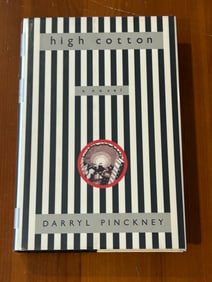 high cotton
a novel
DARRYL PINCKNEY